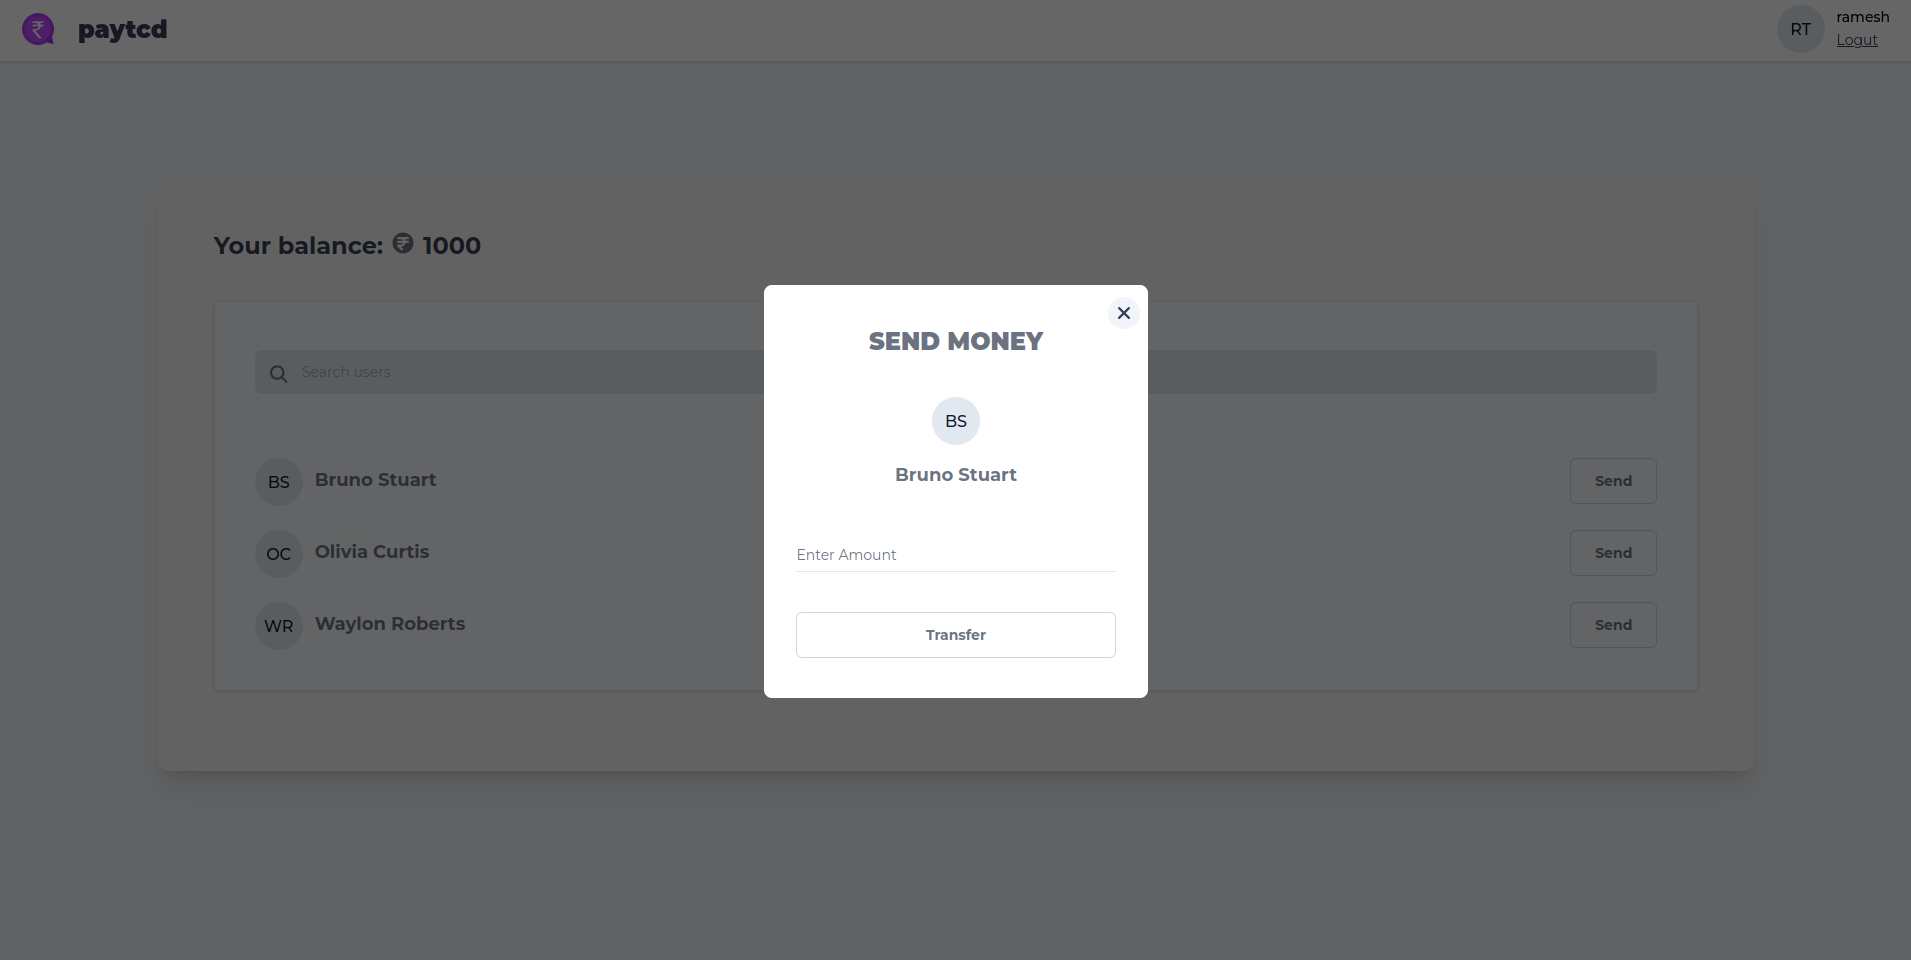 paytcd
RT
ramesh
Logut
Your balance: ₹ 1000
Search users
BS Bruno Stuart Send
OC Olivia Curtis Send
WR Waylon Roberts Send
SEND MONEY
BS
Bruno Stuart
Enter Amount
Transfer